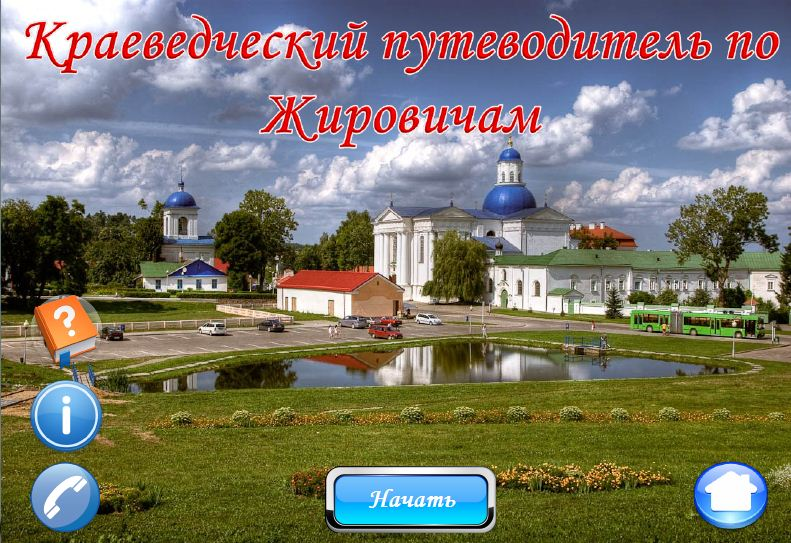 Краеведческий путеводитель по
Жировичам
?
i
Начать